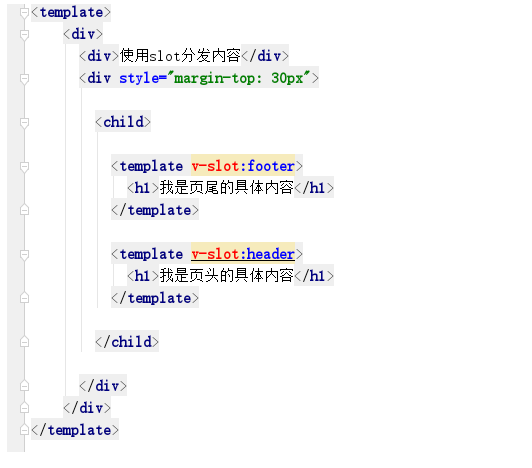 <template>
<div>
<div>使用slot分发内容</div>
<div style="margin-top: 30px">
<child>
<template v-slot:footer>
<h1>我是页尾的具体内容</h1>
</template>
<template v-slot:header>
<h1>我是页头的具体内容</h1>
</template>
</child>
</div>
</div>
</template>